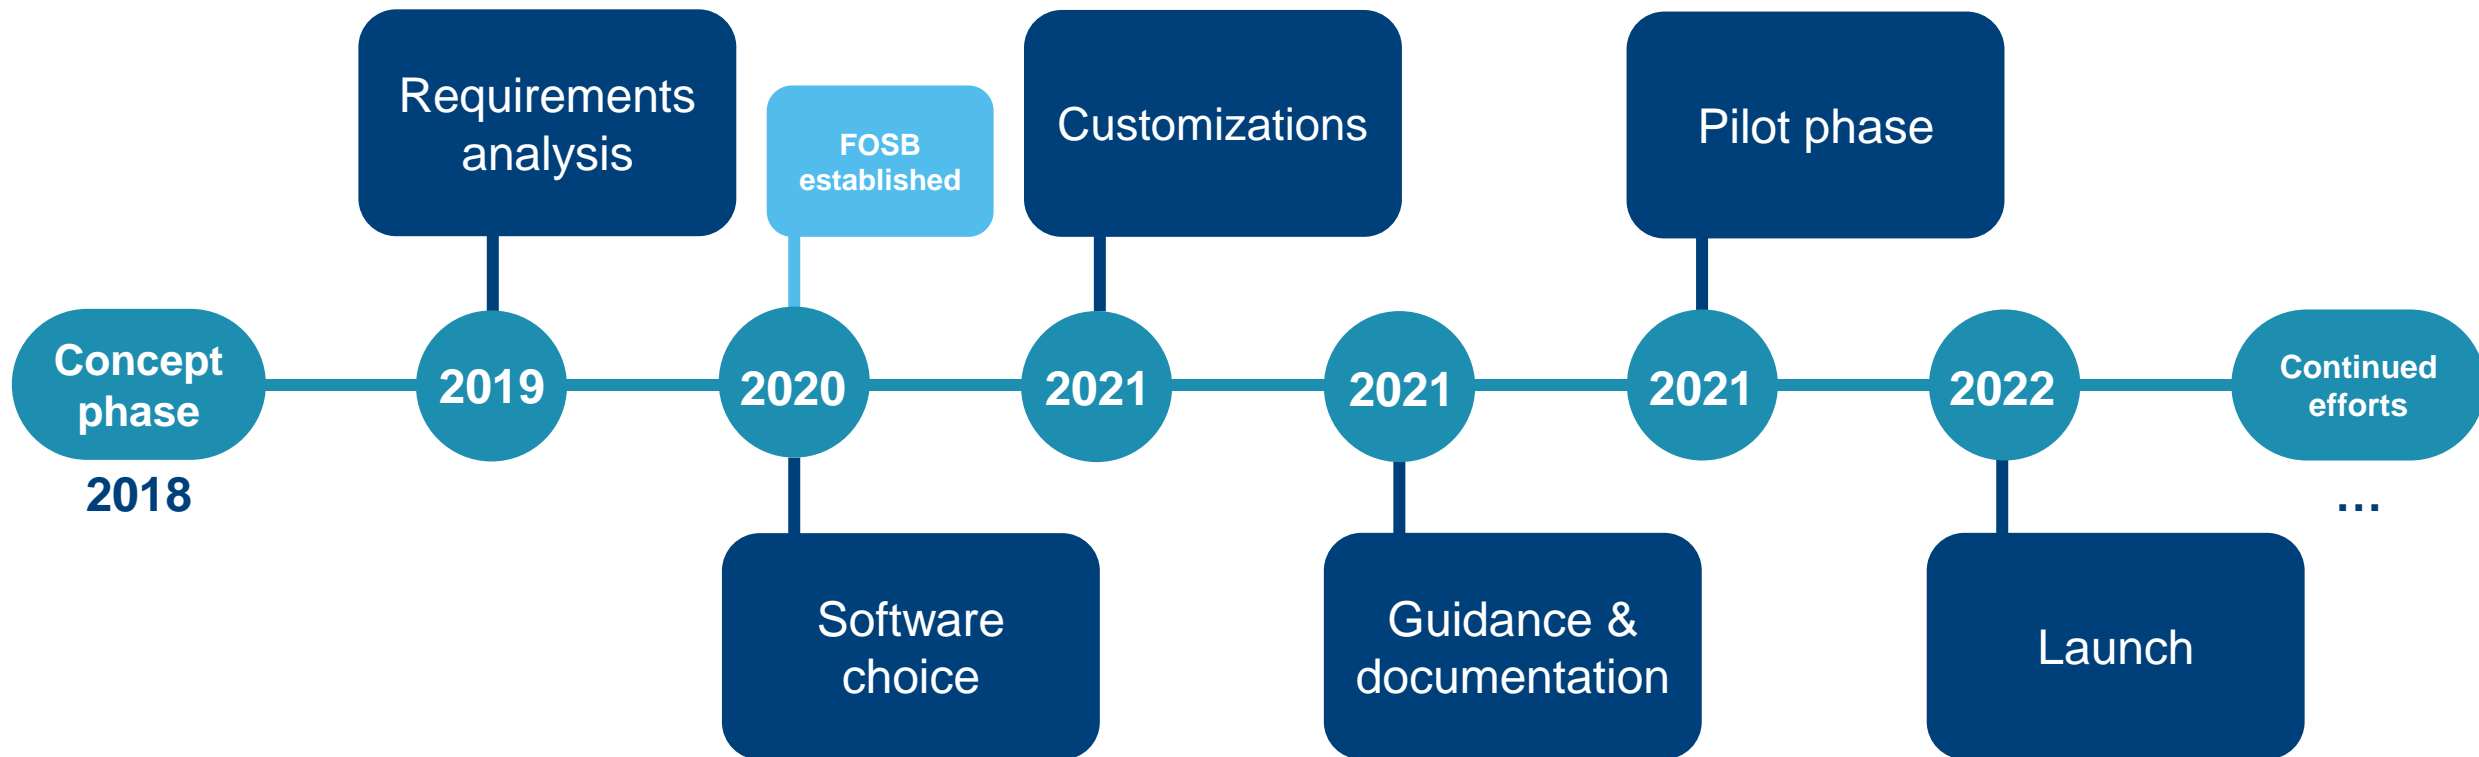 Requirements
analysis
FOSB
established
Customizations
Pilot phase
Concept
phase
2018
2019
2020
2021
2021
2021
2022
Continued
efforts
...
Software
choice
Guidance &
documentation
Launch